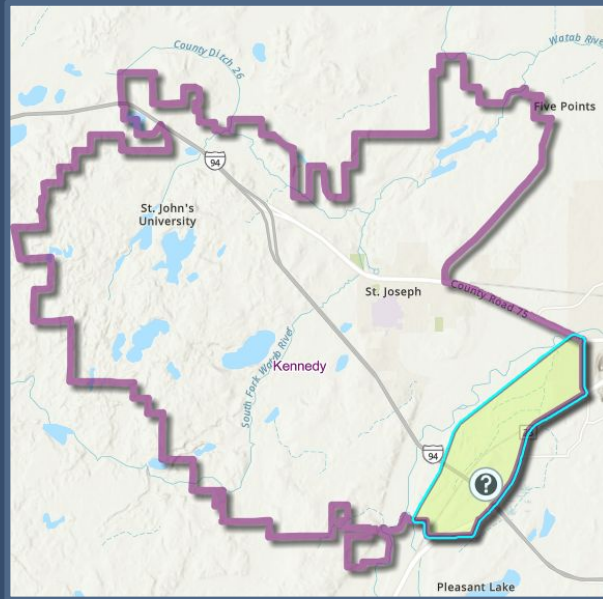 County Ditch 26
Watab River
Five Points
94
St. John's
University
St. Joseph
County Road 75
South Fork Watab River
Kennedy
94
?
Pleasant Lake